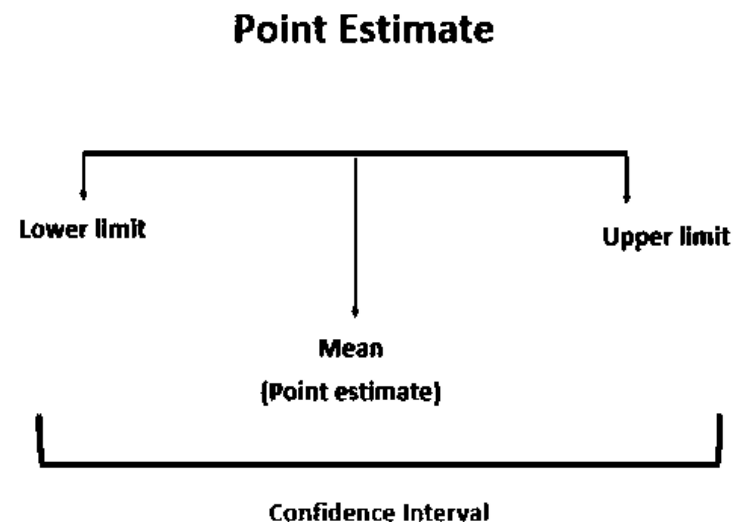 Point Estimate
Lower limit
Upper limit
Mean
(Point estimate)
Confidence Interval